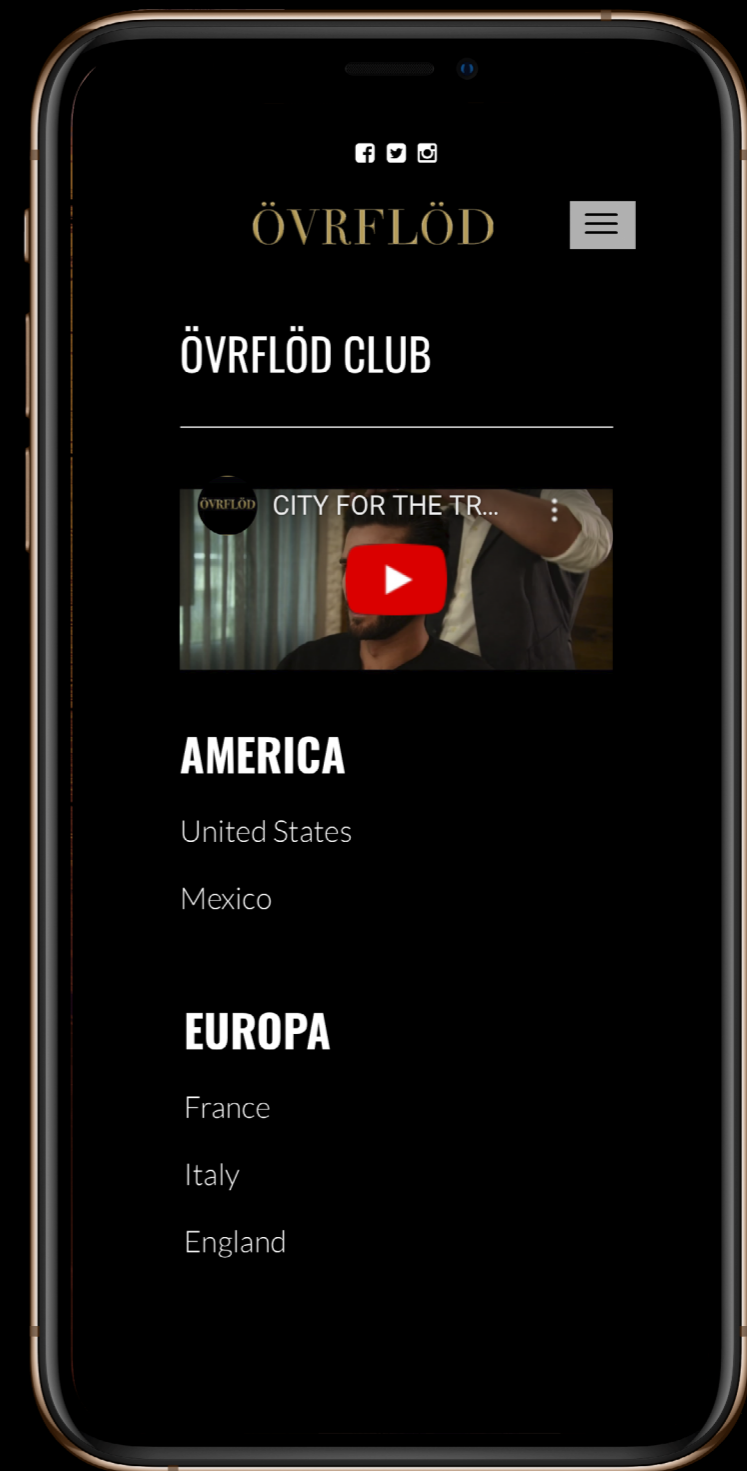 ÖVRFLÖD
ÖVRFLÖD CLUB
ÖVRFLÖD CITY FOR THE TR...
AMERICA
United States
Mexico
EUROPA
France
Italy
England